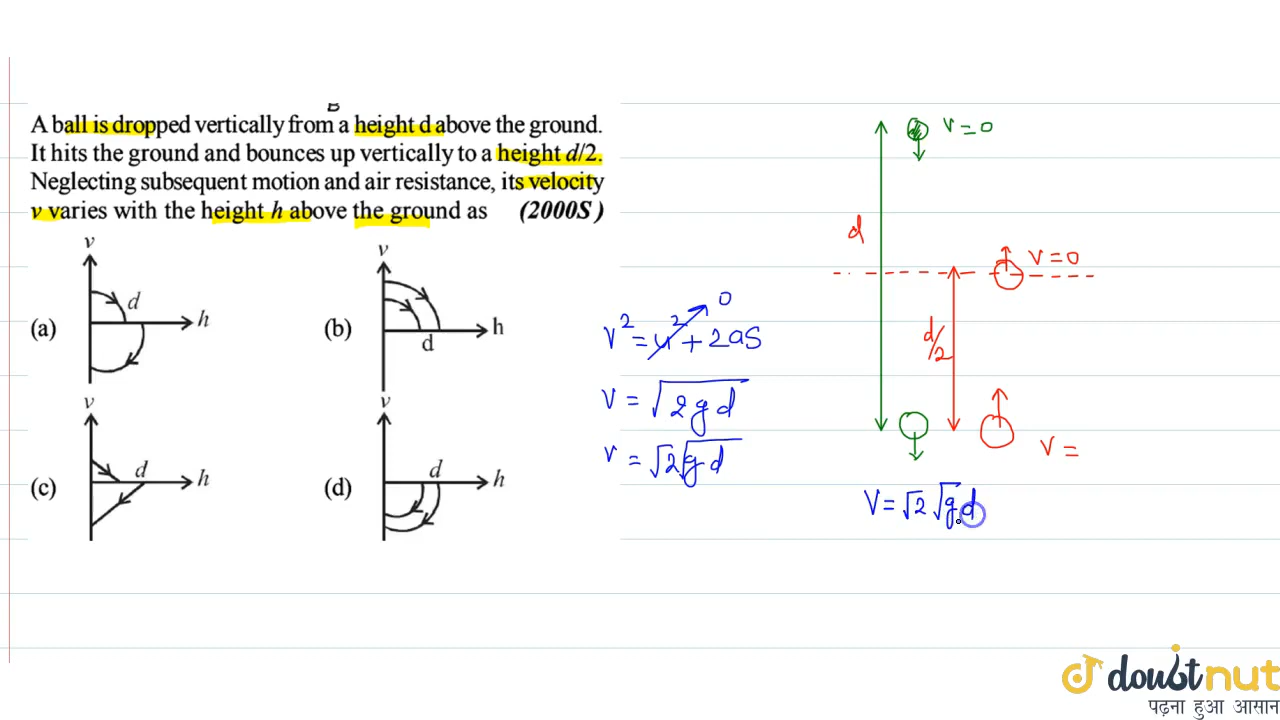 A ball is dropped vertically from a height d above the ground.
It hits the ground and bounces up vertically to a height d/2.
Neglecting subsequent motion and air resistance, its velocity
v varies with the height h above the ground as (2000S)
(a) v d h
(b) v d h
(c) v d h
(d) v d h
V² = u² + 2aS
0
V = √2gd
V = √2 √gd
V = 0
d
V = 0
d/2
V =
V = √2 √gd
doubtnut
पढ़ना हुआ आसान